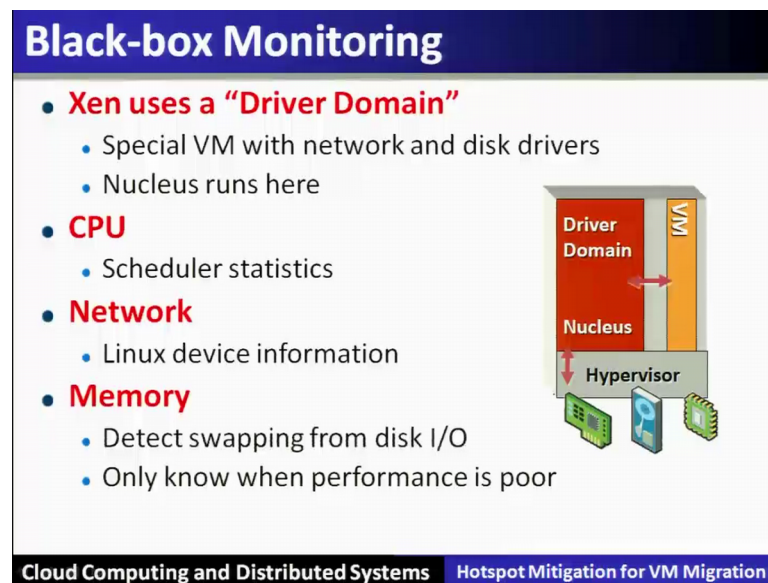 Black-box Monitoring
Xen uses a “Driver Domain”
Special VM with network and disk drivers
Nucleus runs here
CPU
Scheduler statistics
Network
Linux device information
Memory
Detect swapping from disk I/O
Only know when performance is poor
Driver
Domain
VM
Nucleus
Hypervisor
Cloud Computing and Distributed Systems
Hotspot Mitigation for VM Migration